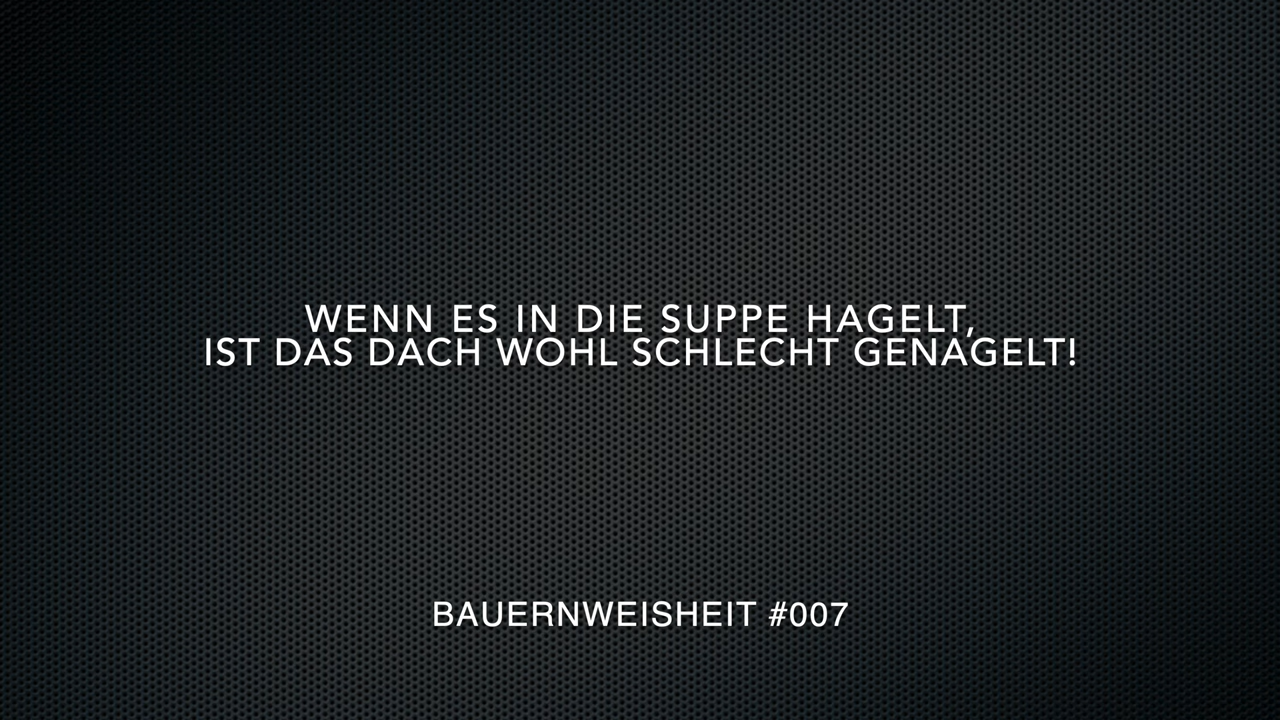 WENN ES IN DIE SUPPE HAGELT,
IST DAS DACH WOHL SCHLECHT GENAGELT!
BAUERNWEISHEIT #007